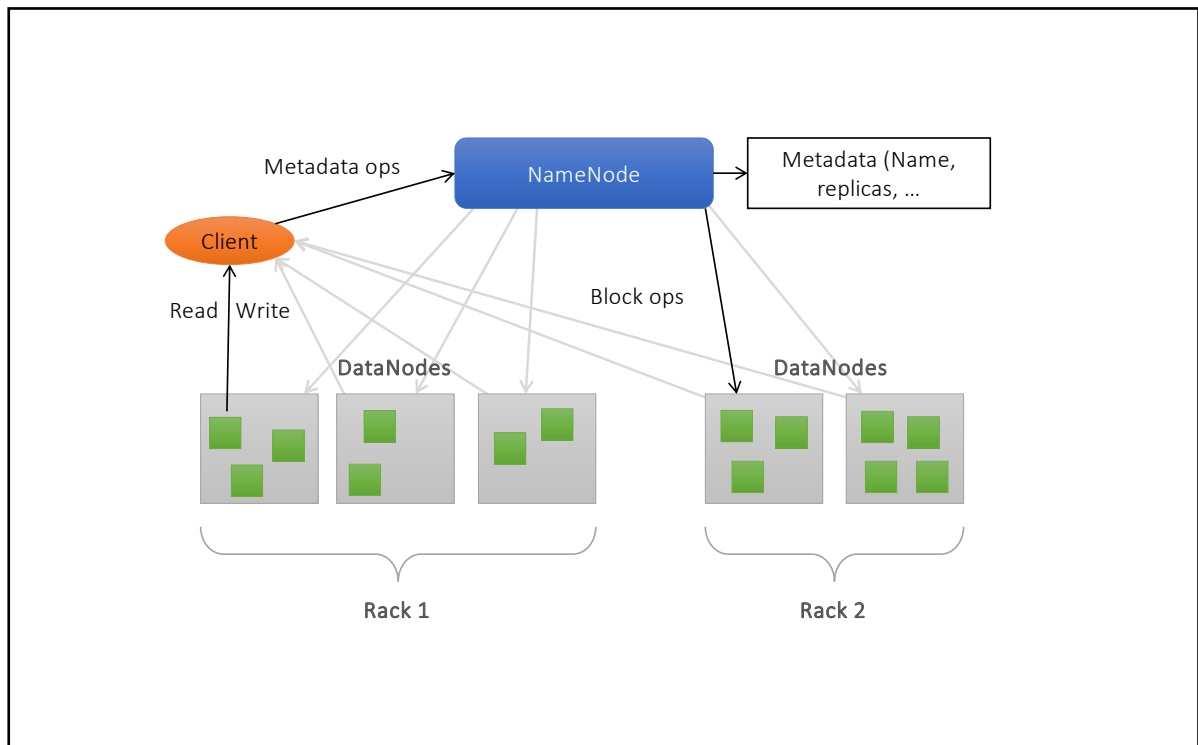 Metadata ops
NameNode
Metadata (Name,
replicas, ...
Client
Read
Write
Block ops
DataNodes
DataNodes
Rack 1
Rack 2